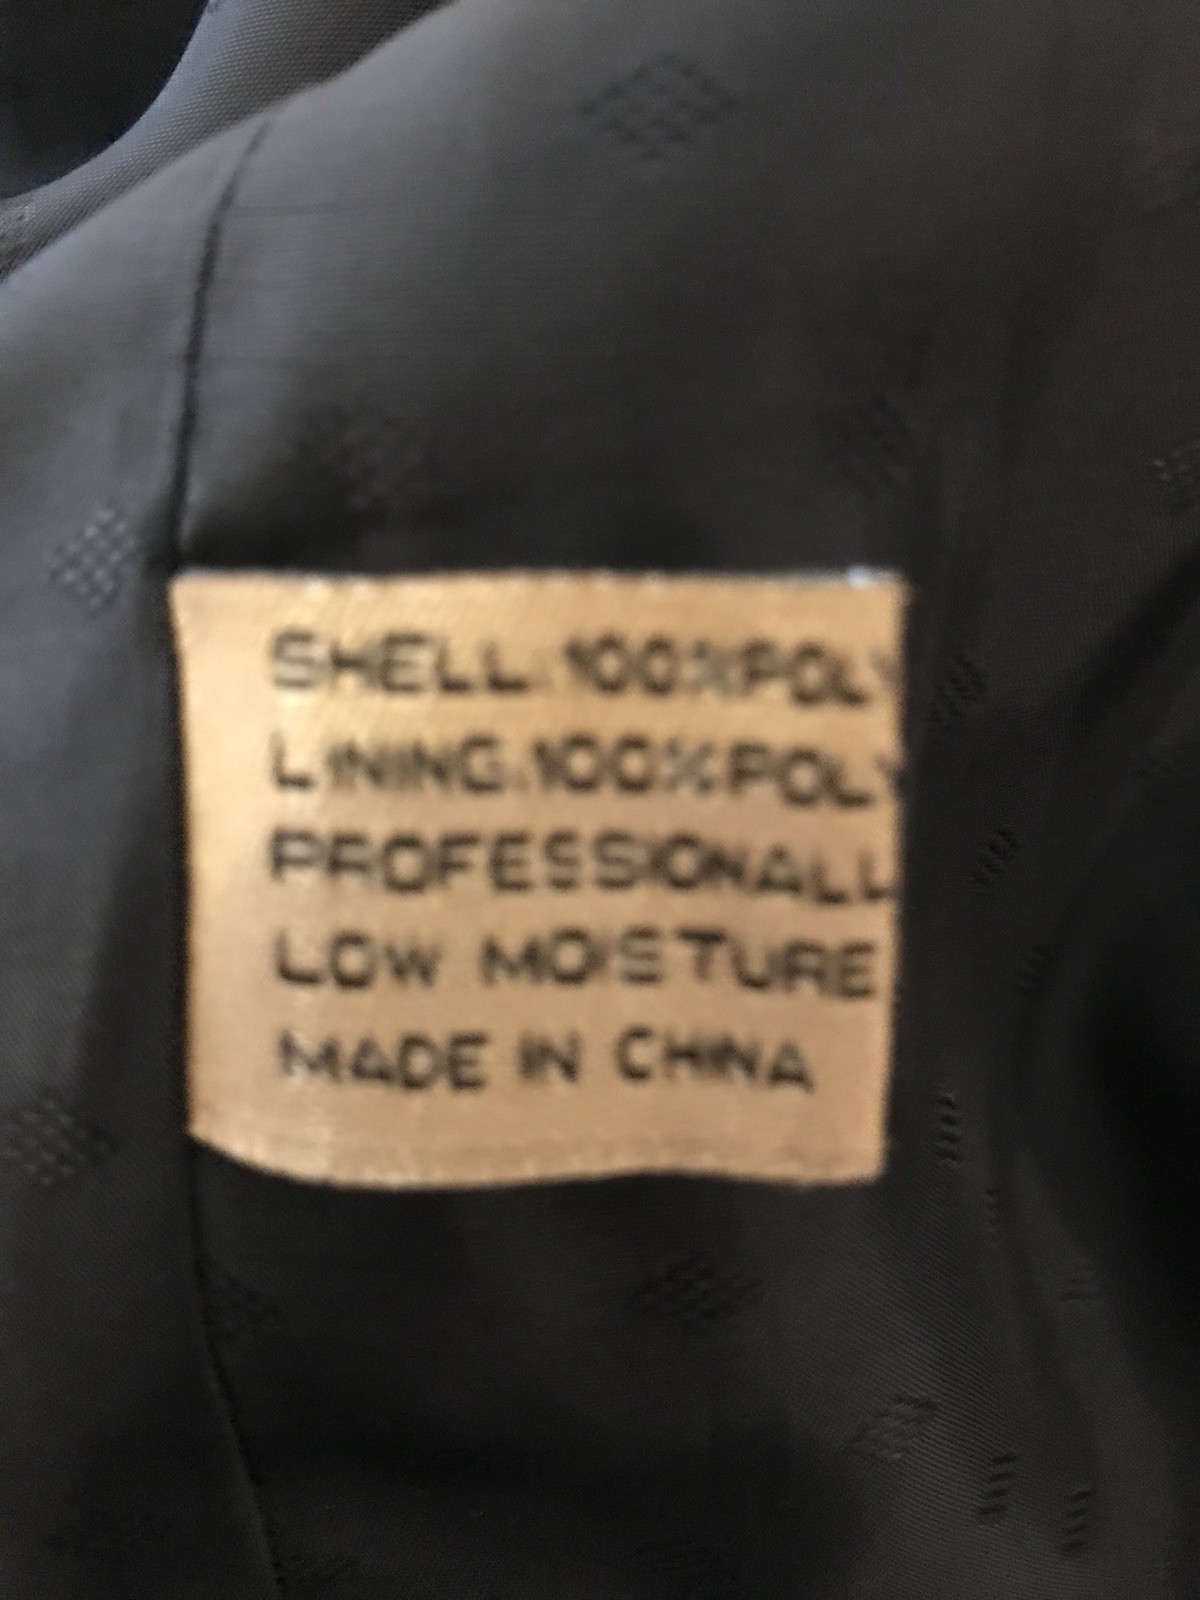 SHELL:100%POLY
LINING:100%POLY
PROFESSIONALL
LOW MOISTURE
MADE IN CHINA